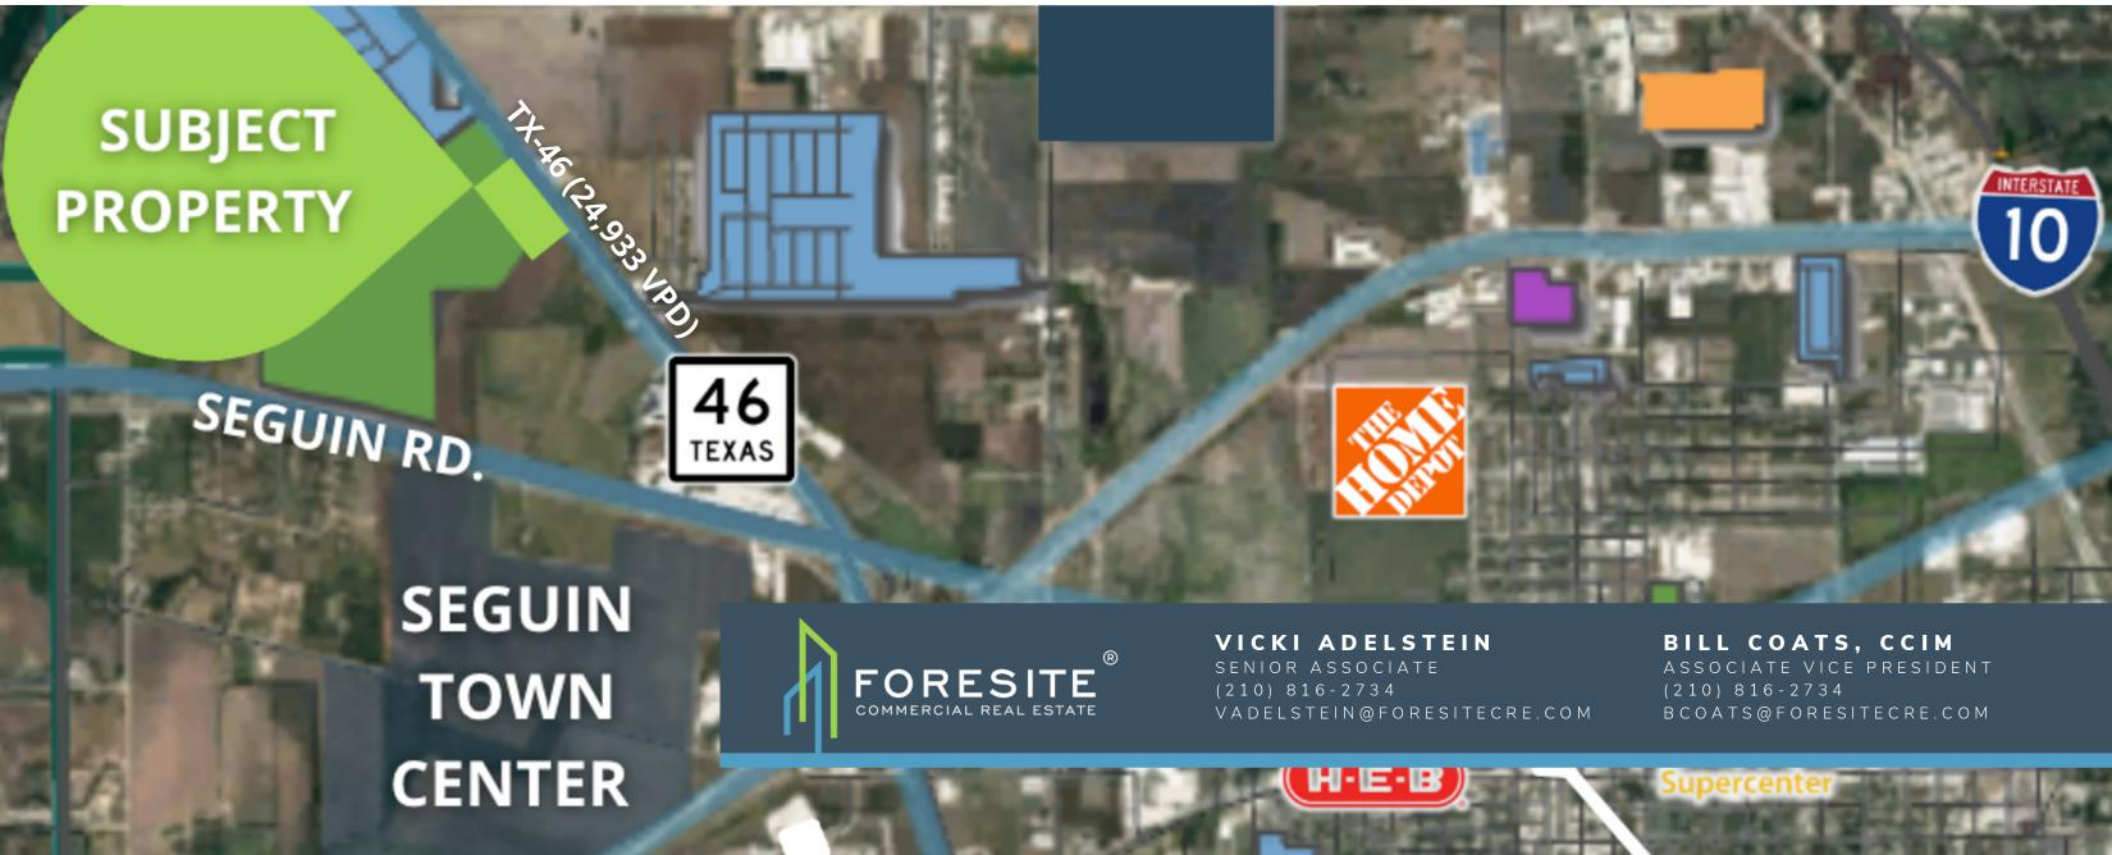 SUBJECT
PROPERTY
TX-46 (24,933 VPD)
INTERSTATE
10
46
TEXAS
THE
HOME
DEPOT
SEGUIN RD.
SEGUIN
TOWN
CENTER
FORESITE®
COMMERCIAL REAL ESTATE
VICKI ADELSTEIN
SENIOR ASSOCIATE
(210) 816-2734
VADELSTEIN@FORESITECRE.COM
BILL COATS, CCIM
ASSOCIATE VICE PRESIDENT
(210) 816-2734
BCOATS@FORESITECRE.COM
H-E-B
Supercenter